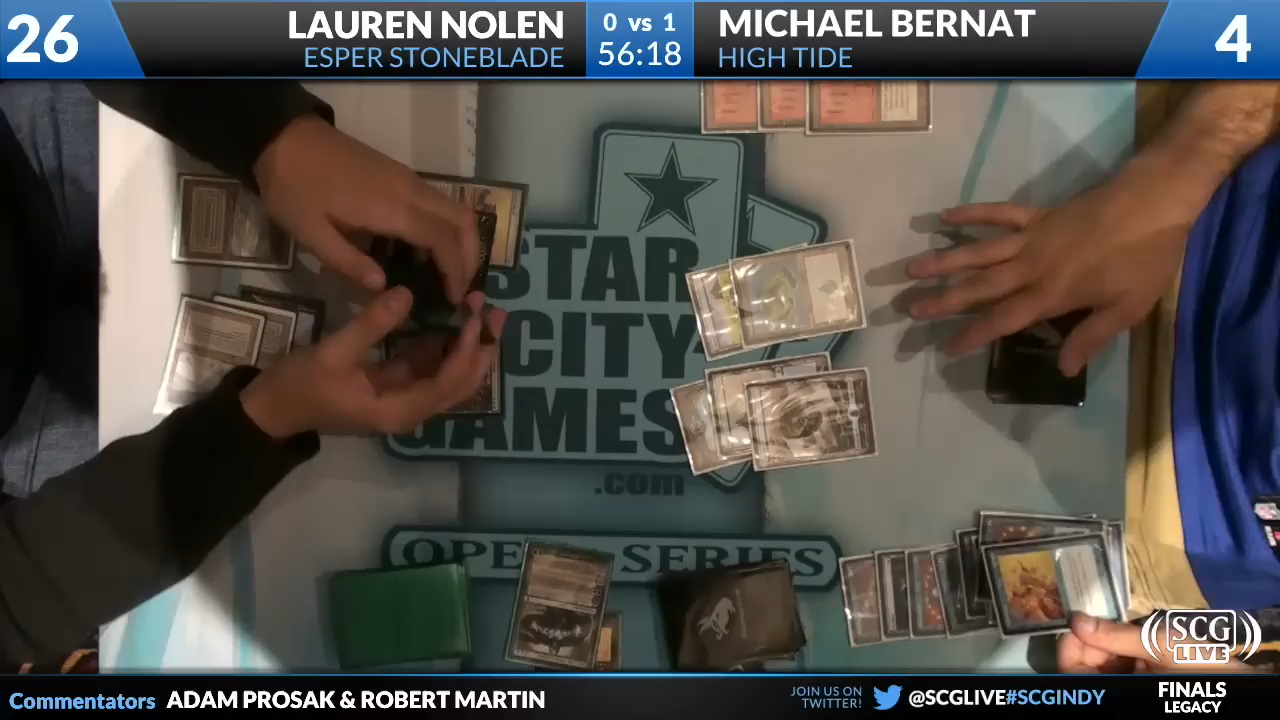 26
LAUREN NOLEN
ESPER STONEBLADE
0 vs 1
56:18
MICHAEL BERNAT
HIGH TIDE
4
STAR
CITY
GAMES
.com
OPEN SERIES
SCG
LIVE
Commentators ADAM PROSAK & ROBERT MARTIN
JOIN US ON
TWITTER!
@SCGLIVE#SCGINDY
FINALS
LEGACY